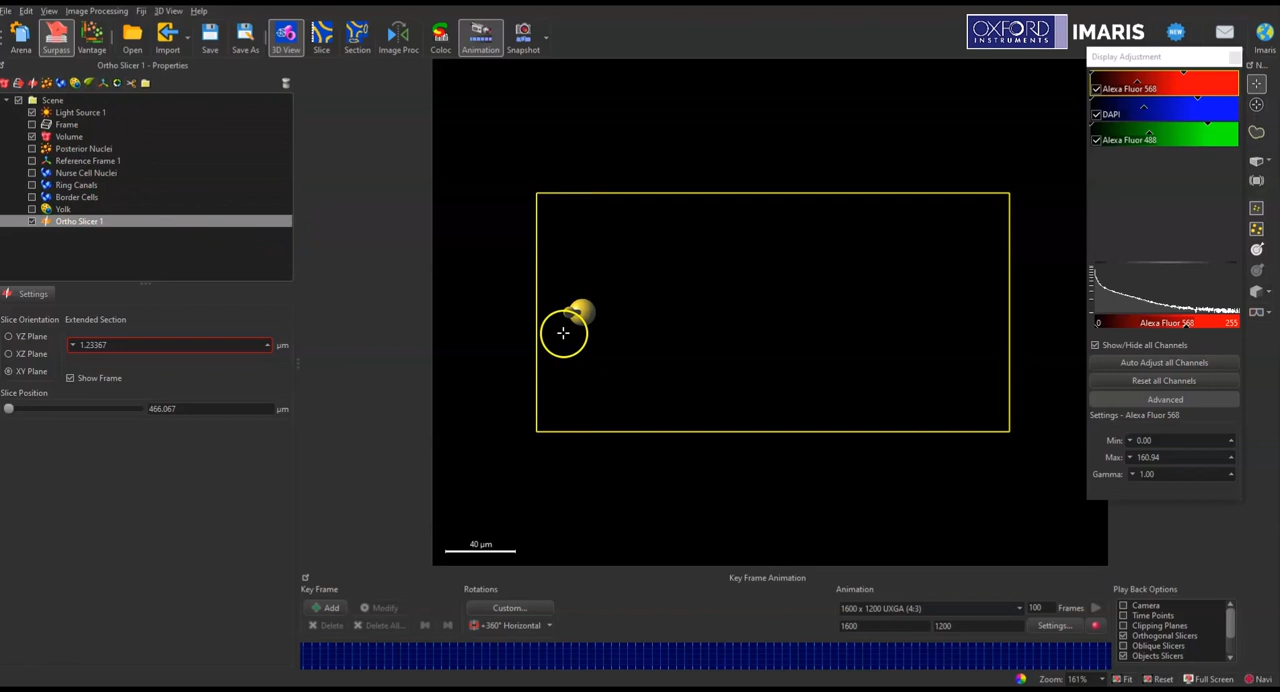 File Edit View Image Processing Fiji 3D View Help
OXFORD INSTRUMENTS IMARIS
Arena Surpass Vantage Open Import Save Save As 3D View Slice Section Image Proc Coloc Animation Snapshot Imaris
Display Adjustment
Ortho Slicer 1 - Properties
N...
Alexa Fluor 568
DAPI
Alexa Fluor 488
Scene
Light Source 1
Frame
Volume
Posterior Nuclei
Reference Frame 1
Nurse Cell Nuclei
Ring Canals
Border Cells
Yolk
Ortho Slicer 1
Settings
Slice Orientation Extended Section
YZ Plane
1.23367 μm
XZ Plane
XY Plane
Show Frame
Slice Position
466.067 μm
0 Alexa Fluor 568 255
Show/Hide all Channels
Auto Adjust all Channels
Reset all Channels
Advanced
Settings - Alexa Fluor 568
Min: 0.00
Max: 160.94
Gamma: 1.00
40 μm
Key Frame Animation
Key Frame Rotations Animation Play Back Options
Add Modify Custom... 1600 x 1200 UXGA (4:3) 100 Frames
Delete Delete All... +360° Horizontal 1600 1200 Settings...
Camera
Time Points
Clipping Planes
Orthogonal Slicers
Oblique Slicers
Objects Slicers
Zoom: 161% Fit Reset Full Screen Navi